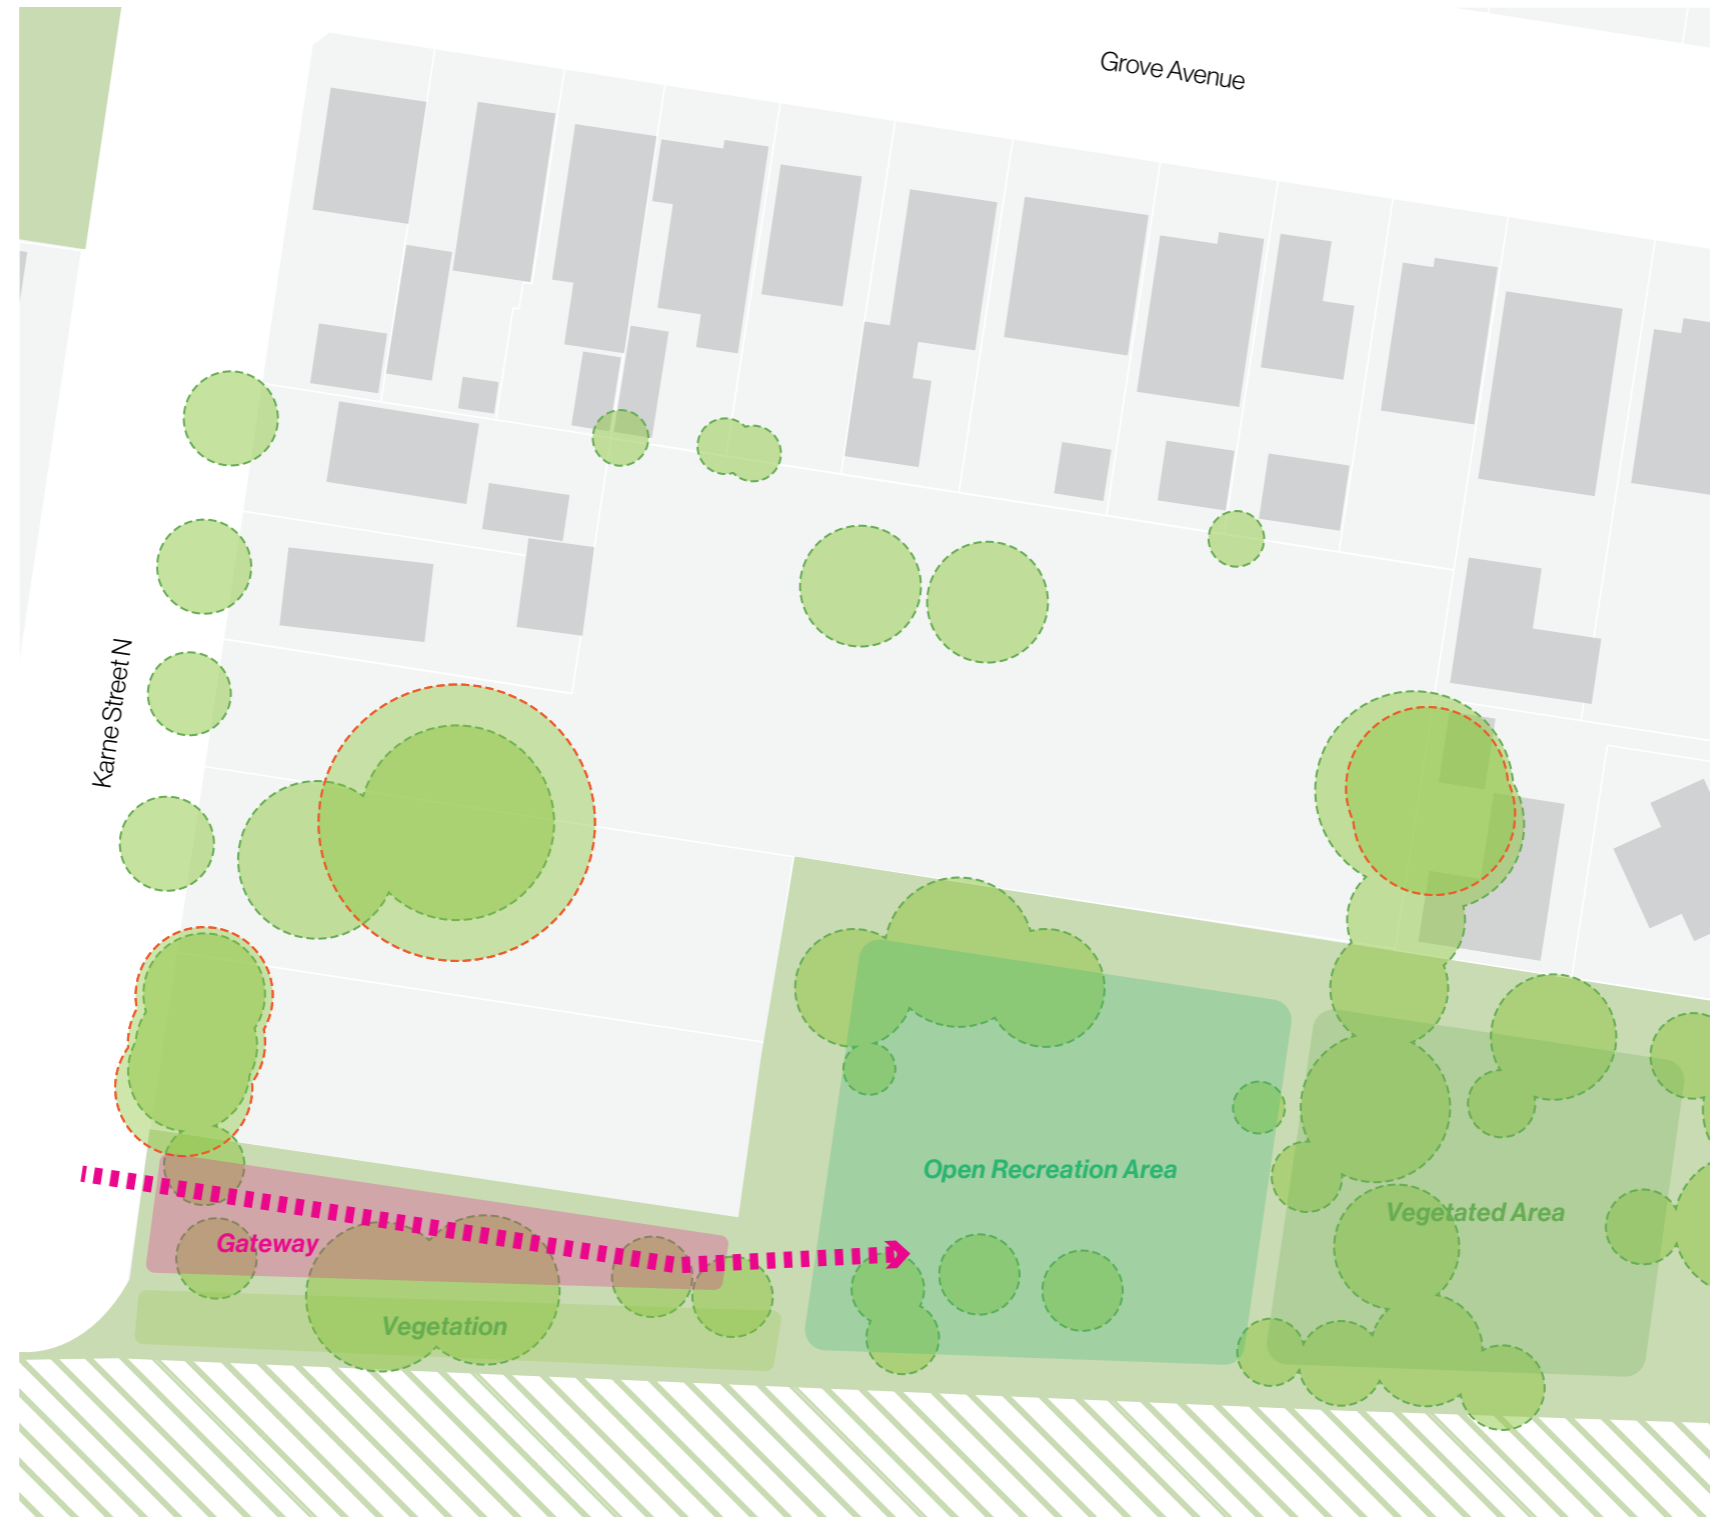 Grove Avenue
Karne Street N
Open Recreation Area
Vegetated Area
Gateway
Vegetation